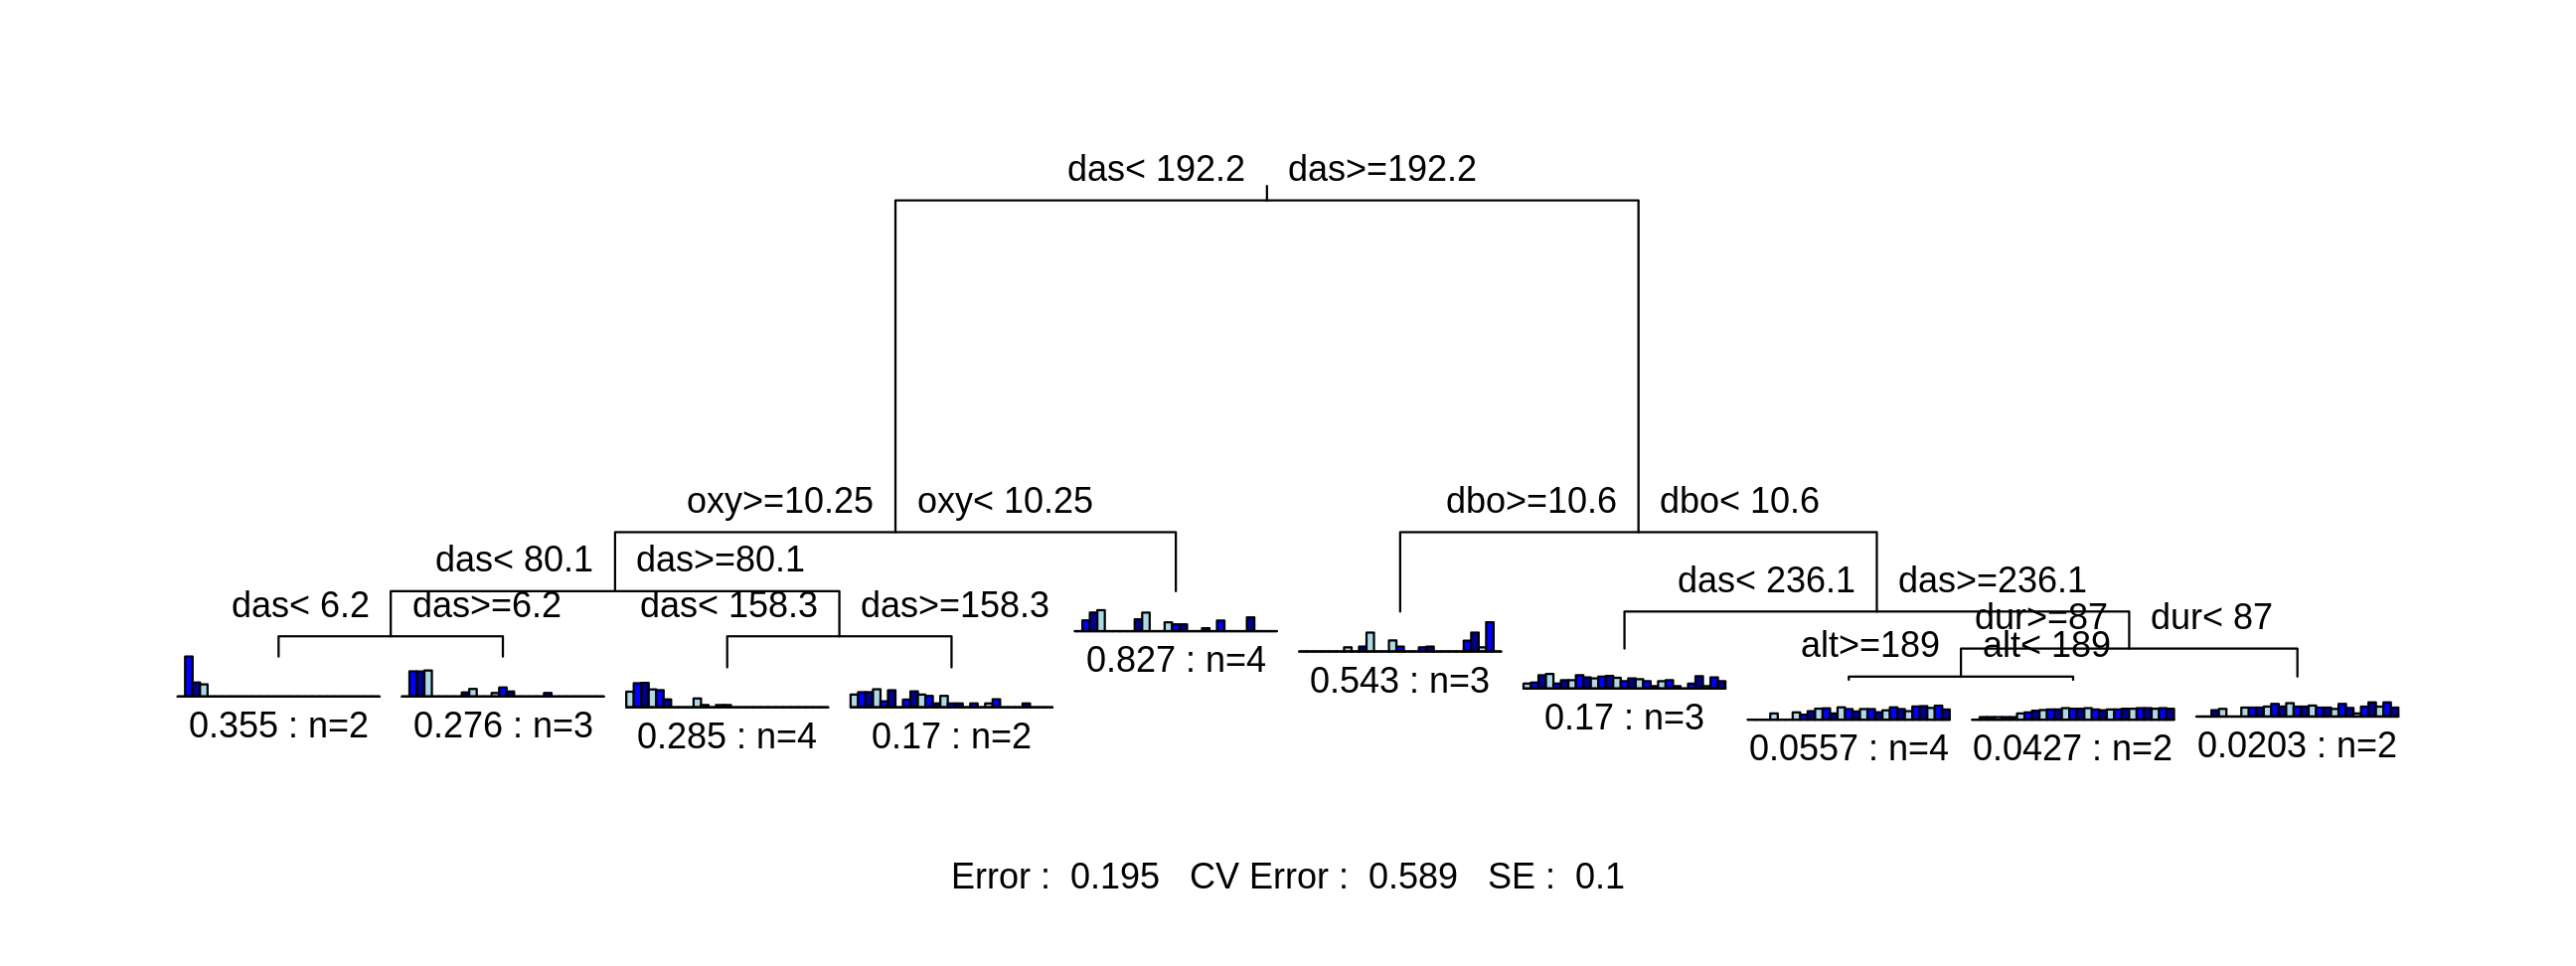 das< 192.2 das>=192.2
oxy>=10.25 oxy< 10.25 dbo>=10.6 dbo< 10.6
das< 80.1 das>=80.1
das< 236.1 das>=236.1
das< 6.2 das>=6.2 das< 158.3 das>=158.3
dur>=87 dur< 87
alt>=189 alt< 189
0.827 : n=4
0.543 : n=3
0.17 : n=3
0.355 : n=2 0.276 : n=3
0.285 : n=4 0.17 : n=2
0.0557 : n=4 0.0427 : n=2 0.0203 : n=2
Error : 0.195 CV Error : 0.589 SE : 0.1